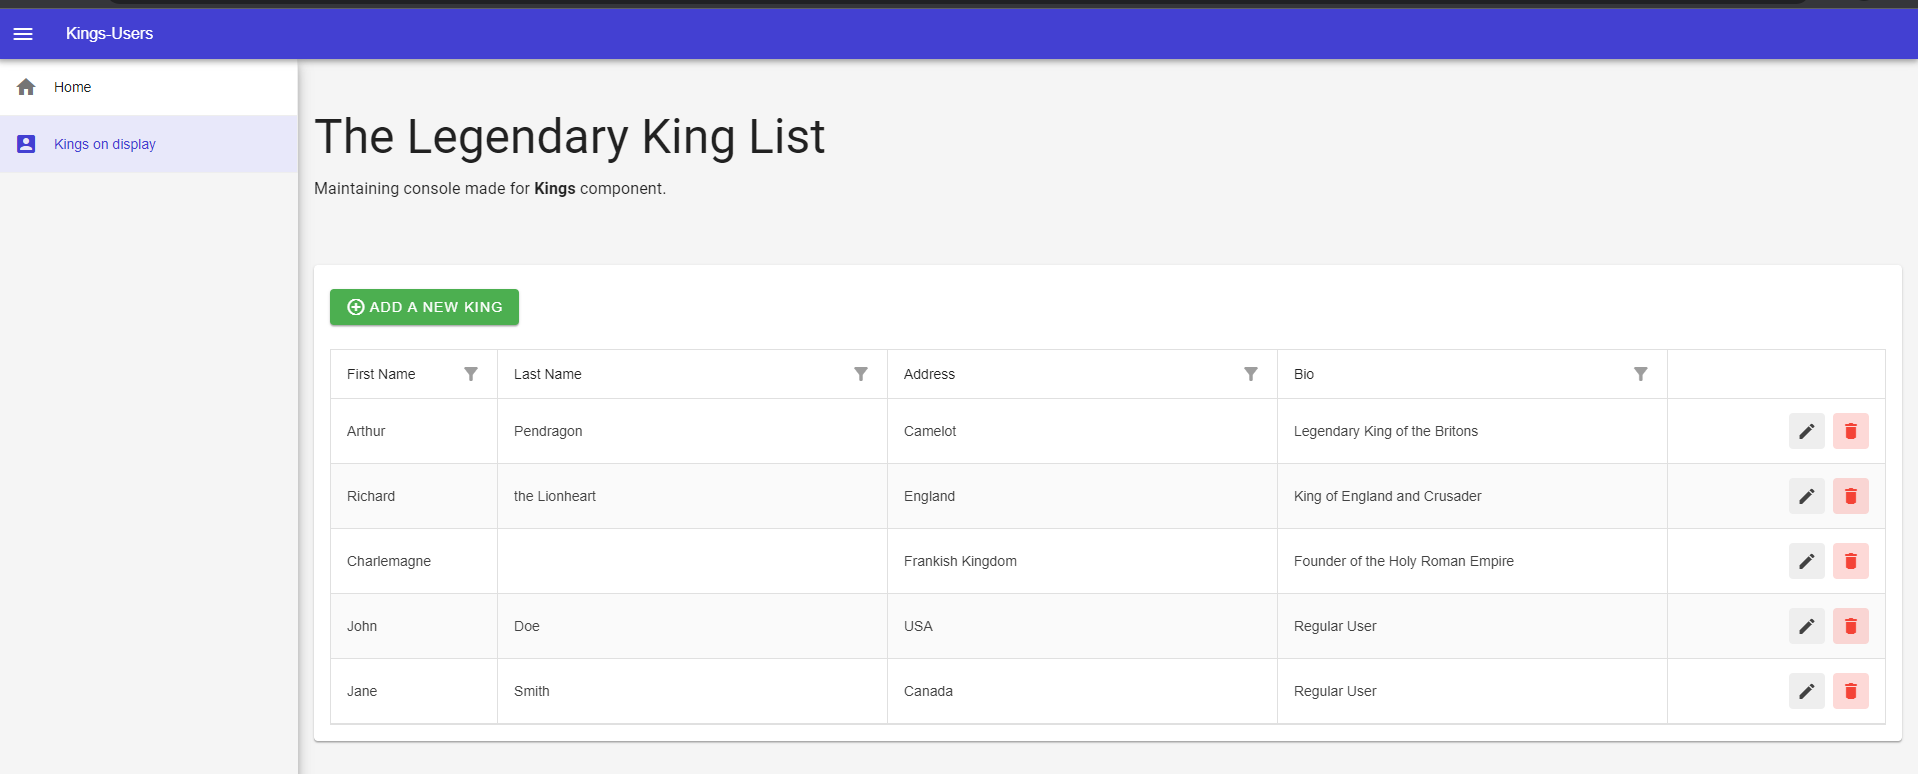 Kings-Users
Home
Kings on display
The Legendary King List
Maintaining console made for Kings component.
ADD A NEW KING
First Name Last Name Address Bio
Arthur Pendragon Camelot Legendary King of the Britons
Richard the Lionheart England King of England and Crusader
Charlemagne Frankish Kingdom Founder of the Holy Roman Empire
John Doe USA Regular User
Jane Smith Canada Regular User